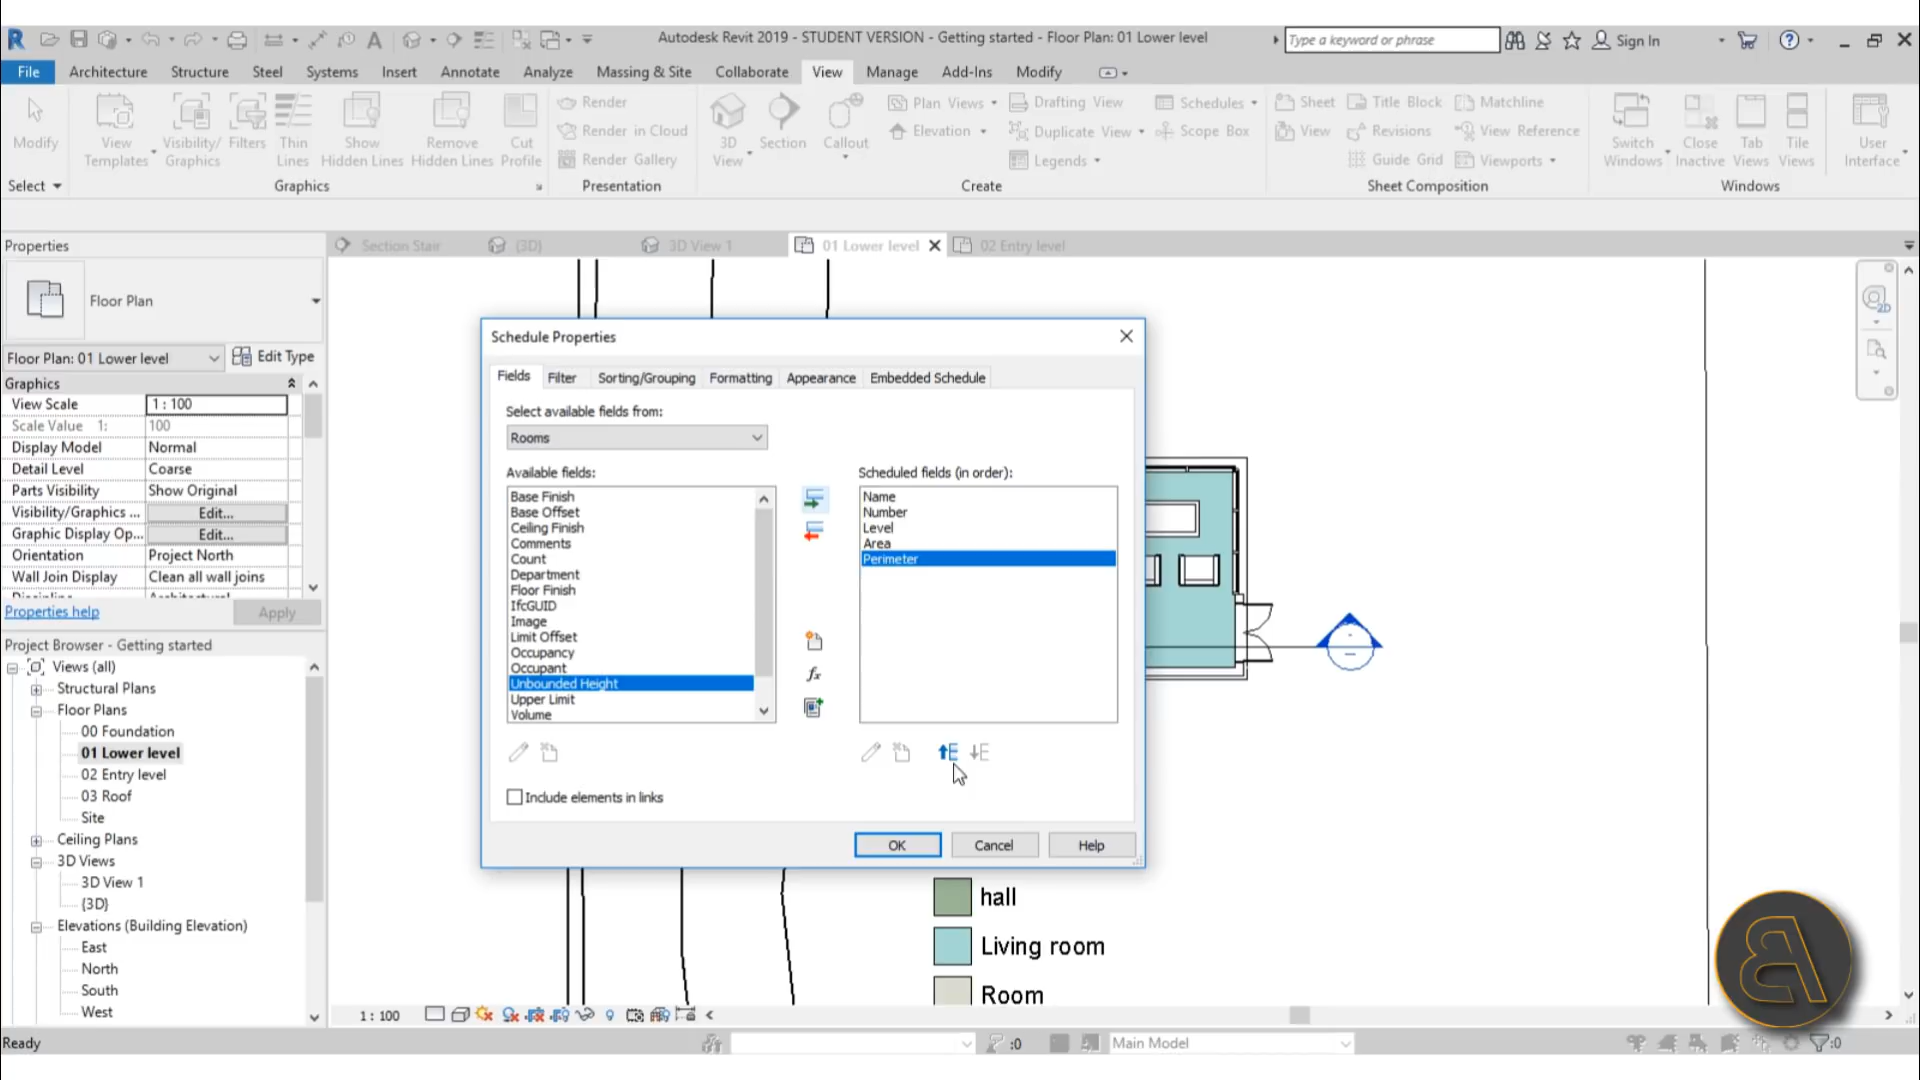 Autodesk Revit 2019 - STUDENT VERSION - Getting started - Floor Plan: 01 Lower level
Type a keyword or phrase
Sign In
File Architecture Structure Steel Systems Insert Annotate Analyze Massing & Site Collaborate View Manage Add-Ins Modify
Modify
View Templates
Visibility/ Graphics
Filters
Thin Lines
Show Hidden Lines
Remove Hidden Lines
Cut Profile
Render
Render in Cloud
Render Gallery
3D View
Section
Callout
Plan Views
Elevation
Drafting View
Duplicate View
Legends
Schedules
Scope Box
Sheet
View
Title Block
Revisions
Guide Grid
Matchline
View Reference
Viewports
Switch Windows
Close Inactive
Tab Views
Tile Views
User Interface
Select Graphics Presentation Create Sheet Composition Windows
Properties
Section Stair {3D} 3D View 1 01 Lower level 02 Entry level
Floor Plan
Floor Plan: 01 Lower level Edit Type
Graphics
View Scale 1 : 100
Scale Value 1: 100
Display Model Normal
Detail Level Coarse
Parts Visibility Show Original
Visibility/Graphics ... Edit...
Graphic Display Op... Edit...
Orientation Project North
Wall Join Display Clean all wall joins
Properties help Apply
Project Browser - Getting started
Views (all)
Structural Plans
Floor Plans
00 Foundation
01 Lower level
02 Entry level
03 Roof
Site
Ceiling Plans
3D Views
3D View 1
{3D}
Elevations (Building Elevation)
East
North
South
West
Schedule Properties
Fields Filter Sorting/Grouping Formatting Appearance Embedded Schedule
Select available fields from:
Rooms
Available fields:
Base Finish
Base Offset
Ceiling Finish
Comments
Count
Department
Floor Finish
IfcGUID
Image
Limit Offset
Occupancy
Occupant
Unbounded Height
Upper Limit
Volume
Scheduled fields (in order):
Name
Number
Level
Area
Perimeter
fx
Include elements in links
OK Cancel Help
hall
Living room
Room
2D
1 : 100
Ready
:0
Main Model
:0